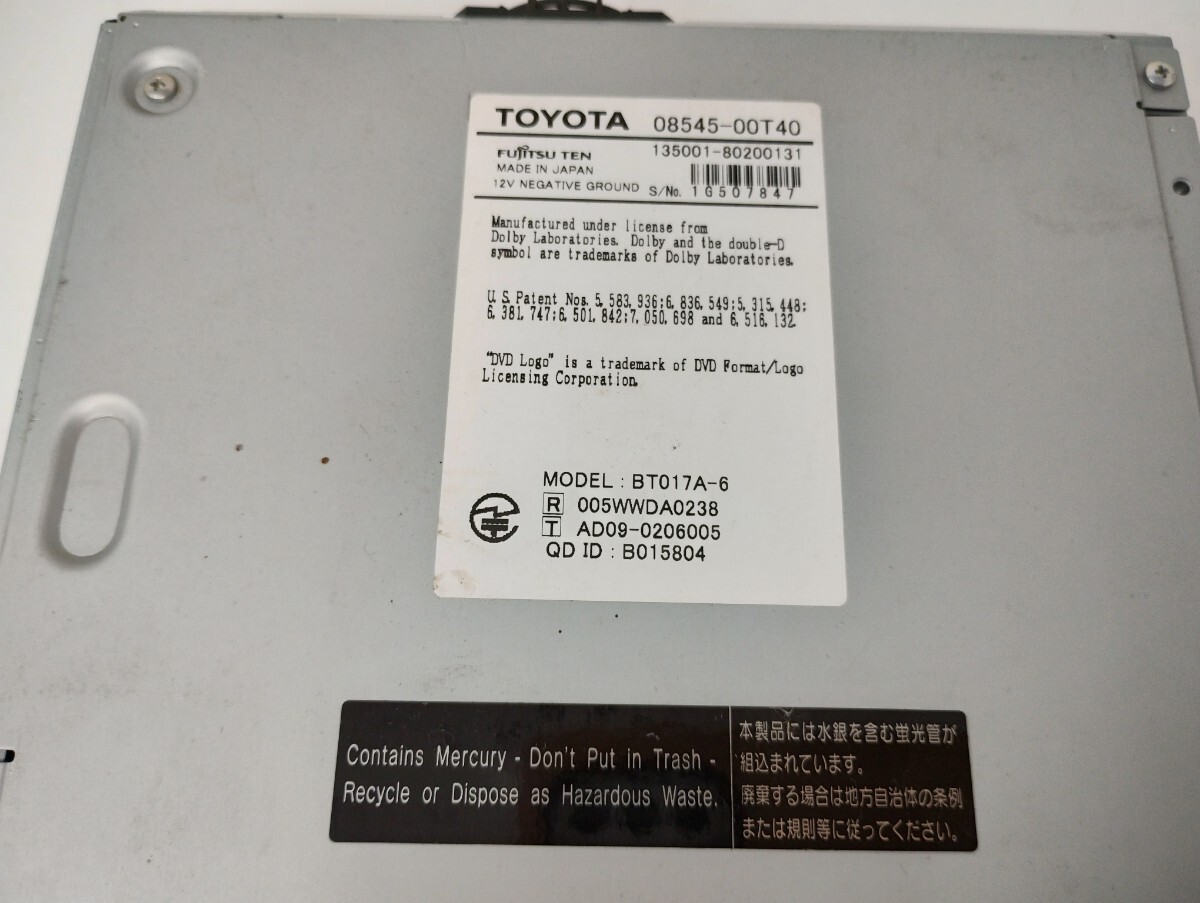 TOYOTA 08545-00T40
FUJITSU TEN 135001-80200131
MADE IN JAPAN
12V NEGATIVE GROUND S/No. 1G507847
Manufactured under license from
Dolby Laboratories. Dolby and the double-D
symbol are trademarks of Dolby Laboratories.
U.S. Patent Nos. 5,583,936;6,836,549;5,315,448;
6,381,747;6,501,842;7,050,698 and 6,516,132.
"DVD Logo" is a trademark of DVD Format/Logo
Licensing Corporation.
MODEL : BT017A-6
R 005WWDA0238
T AD09-0206005
QD ID : B015804
Contains Mercury - Don't Put in Trash -
Recycle or Dispose as Hazardous Waste.
本製品には水銀を含む蛍光管が
組込まれています。
廃棄する場合は地方自治体の条例
または規則等に従ってください。